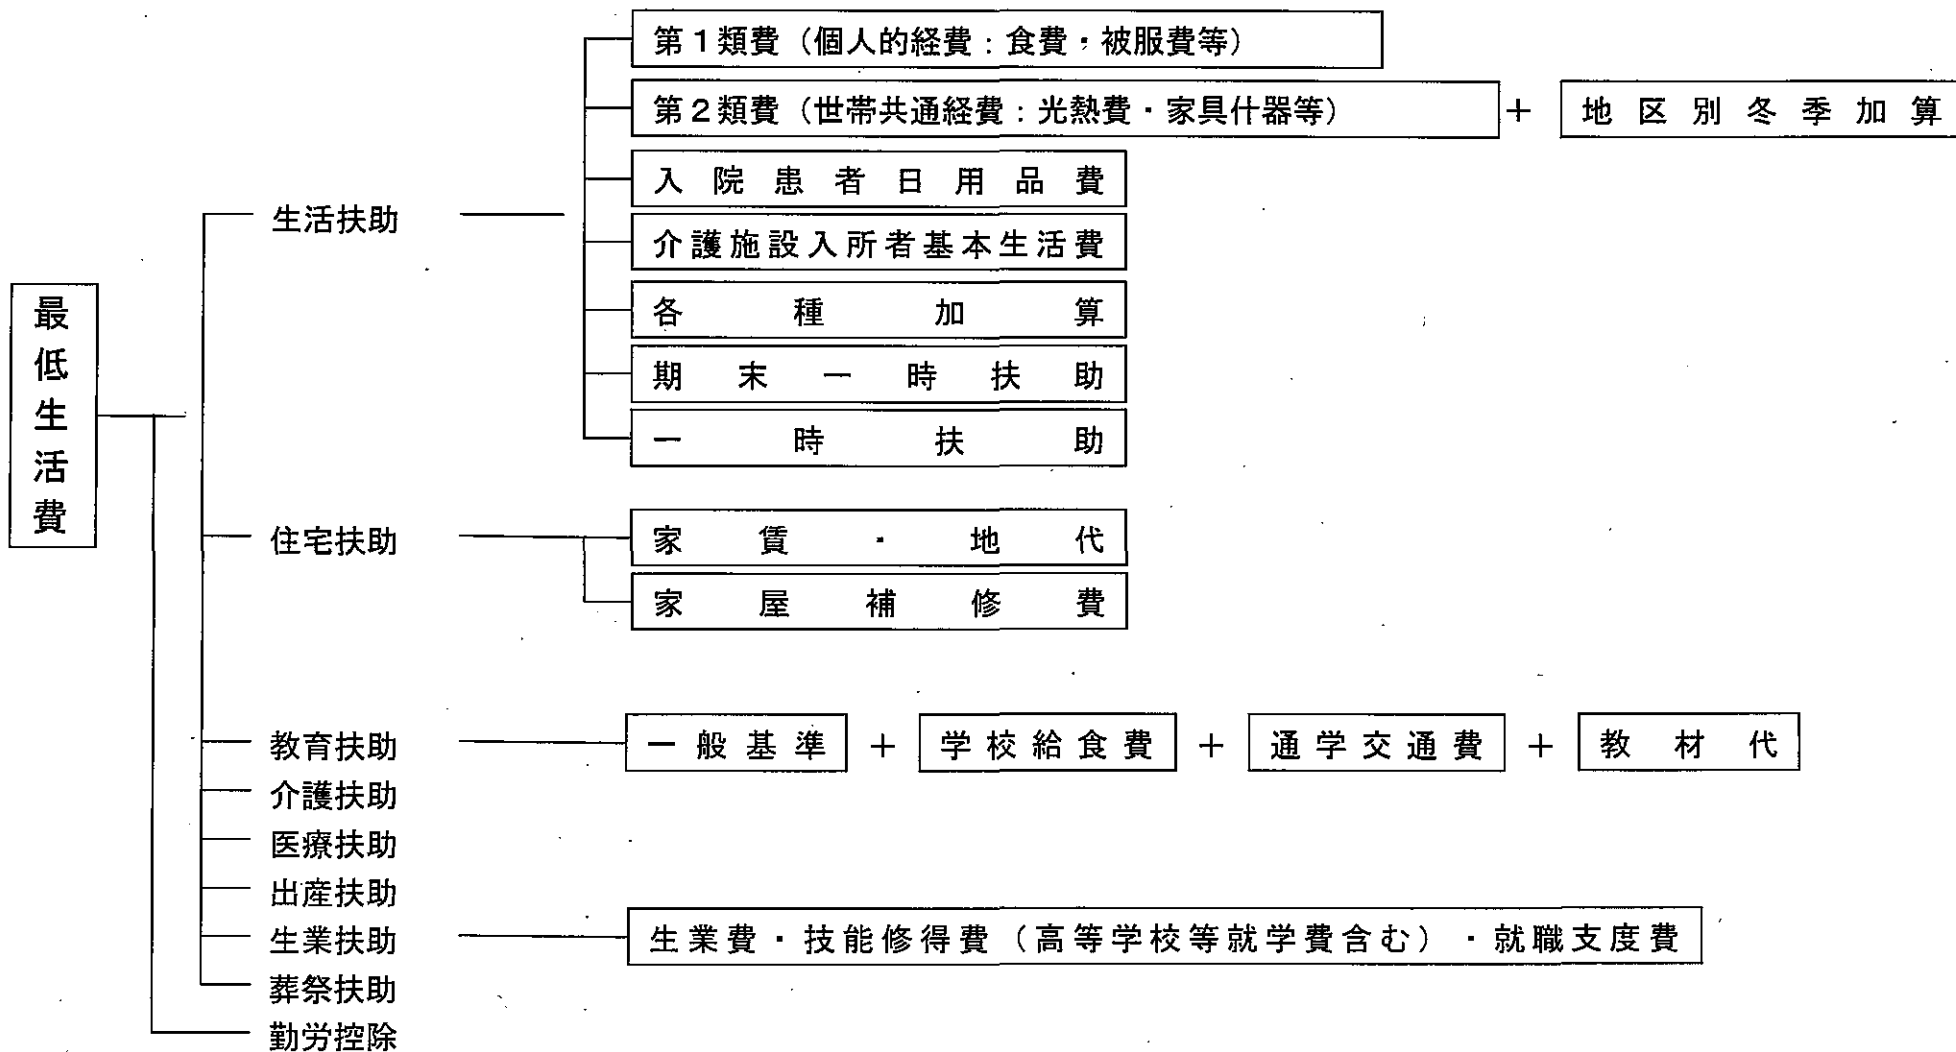 最低生活費
生活扶助
第1類費（個人的経費：食費・被服費等）
第2類費（世帯共通経費：光熱費・家具什器等） ＋ 地区別冬季加算
入院患者日用品費
介護施設入所者基本生活費
各種加算
期末一時扶助
一時扶助
住宅扶助
家賃・地代
家屋補修費
教育扶助
一般基準 ＋ 学校給食費 ＋ 通学交通費 ＋ 教材代
介護扶助
医療扶助
出産扶助
生業扶助
生業費・技能修得費（高等学校等就学費含む）・就職支度費
葬祭扶助
勤労控除